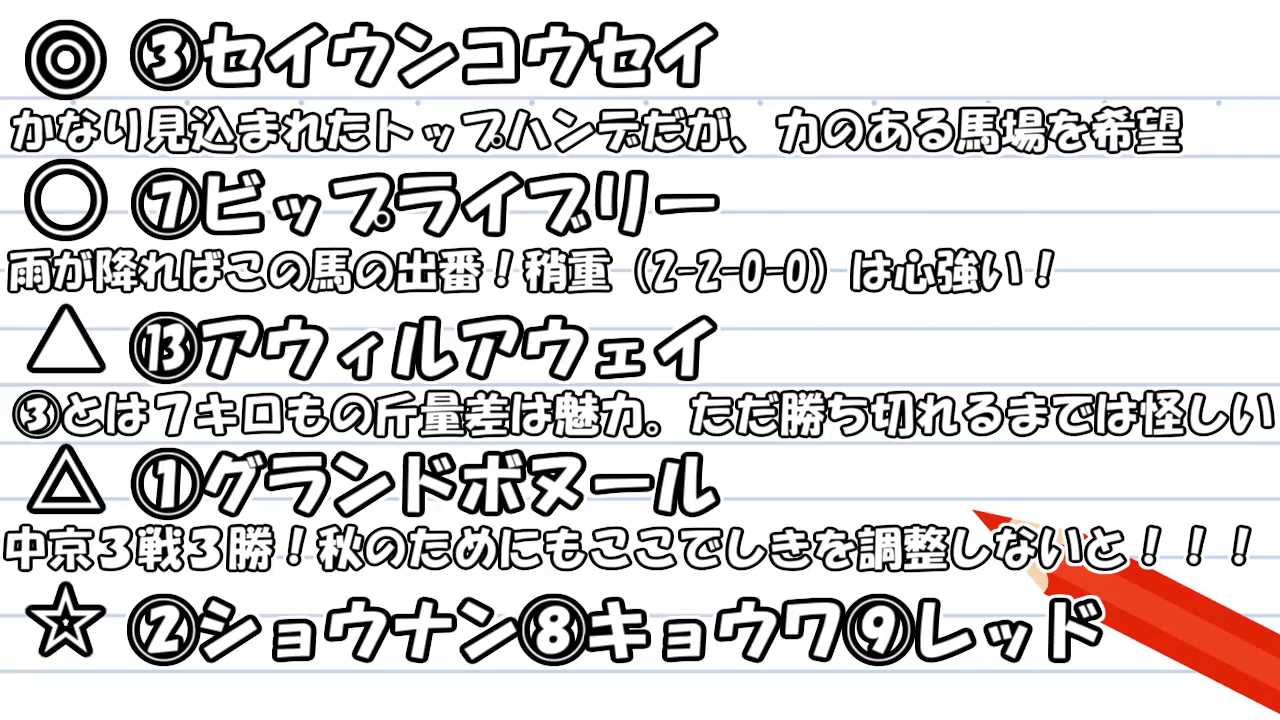 ◎ ③セイウンコウセイ
かなり見込まれたトップハンデだが、力のある馬場を希望
○ ⑦ビップライブリー
雨が降ればこの馬の出番！稍重（2-2-0-0）は心強い！
△ ⑬アウィルアウェイ
③とは７キロもの斤量差は魅力。ただ勝ち切れるまでは怪しい
△ ①グランドボヌール
中京３戦３勝！秋のためにもここでしきを調整しないと！！！
☆ ②ショウナン⑧キョウワ⑨レッド